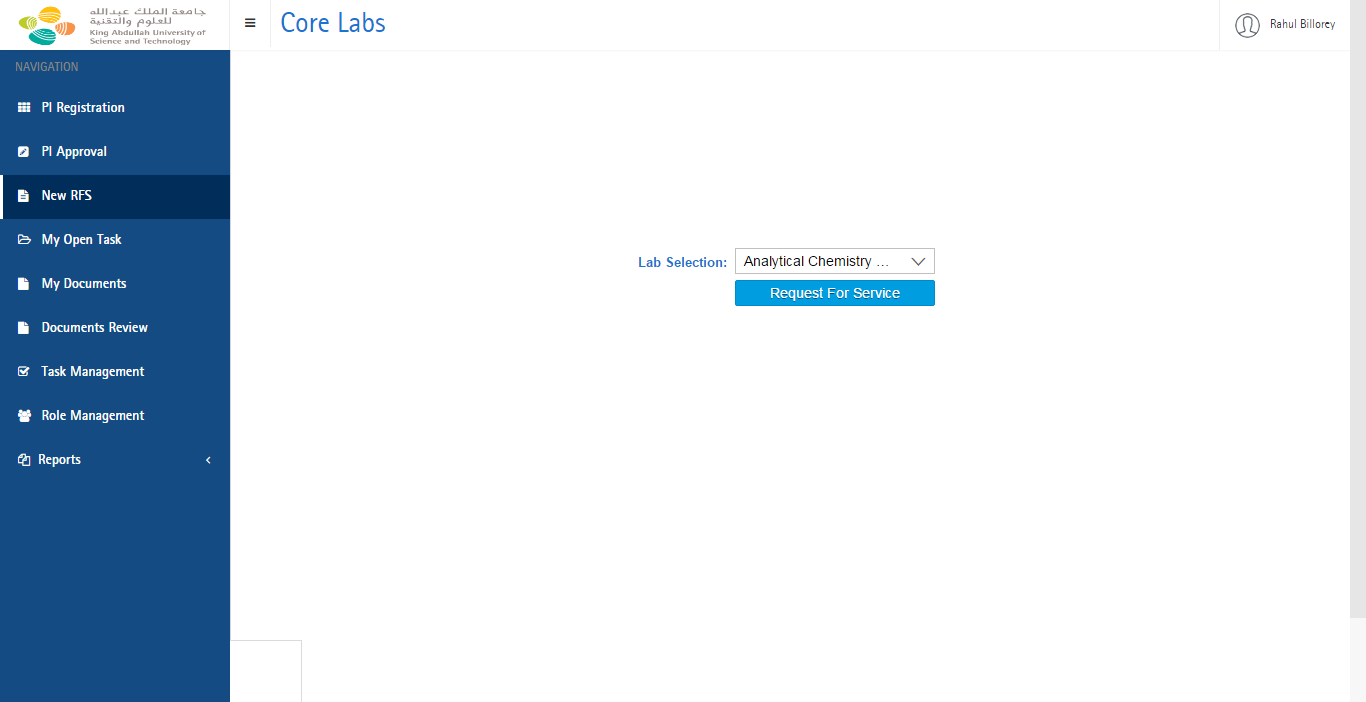 جامعة الملك عبدالله
للعلوم والتقنية
King Abdullah University of
Science and Technology
Core Labs
Rahul Billorey
NAVIGATION
PI Registration
PI Approval
New RFS
My Open Task
My Documents
Documents Review
Task Management
Role Management
Reports
Lab Selection:
Analytical Chemistry ...
Request For Service